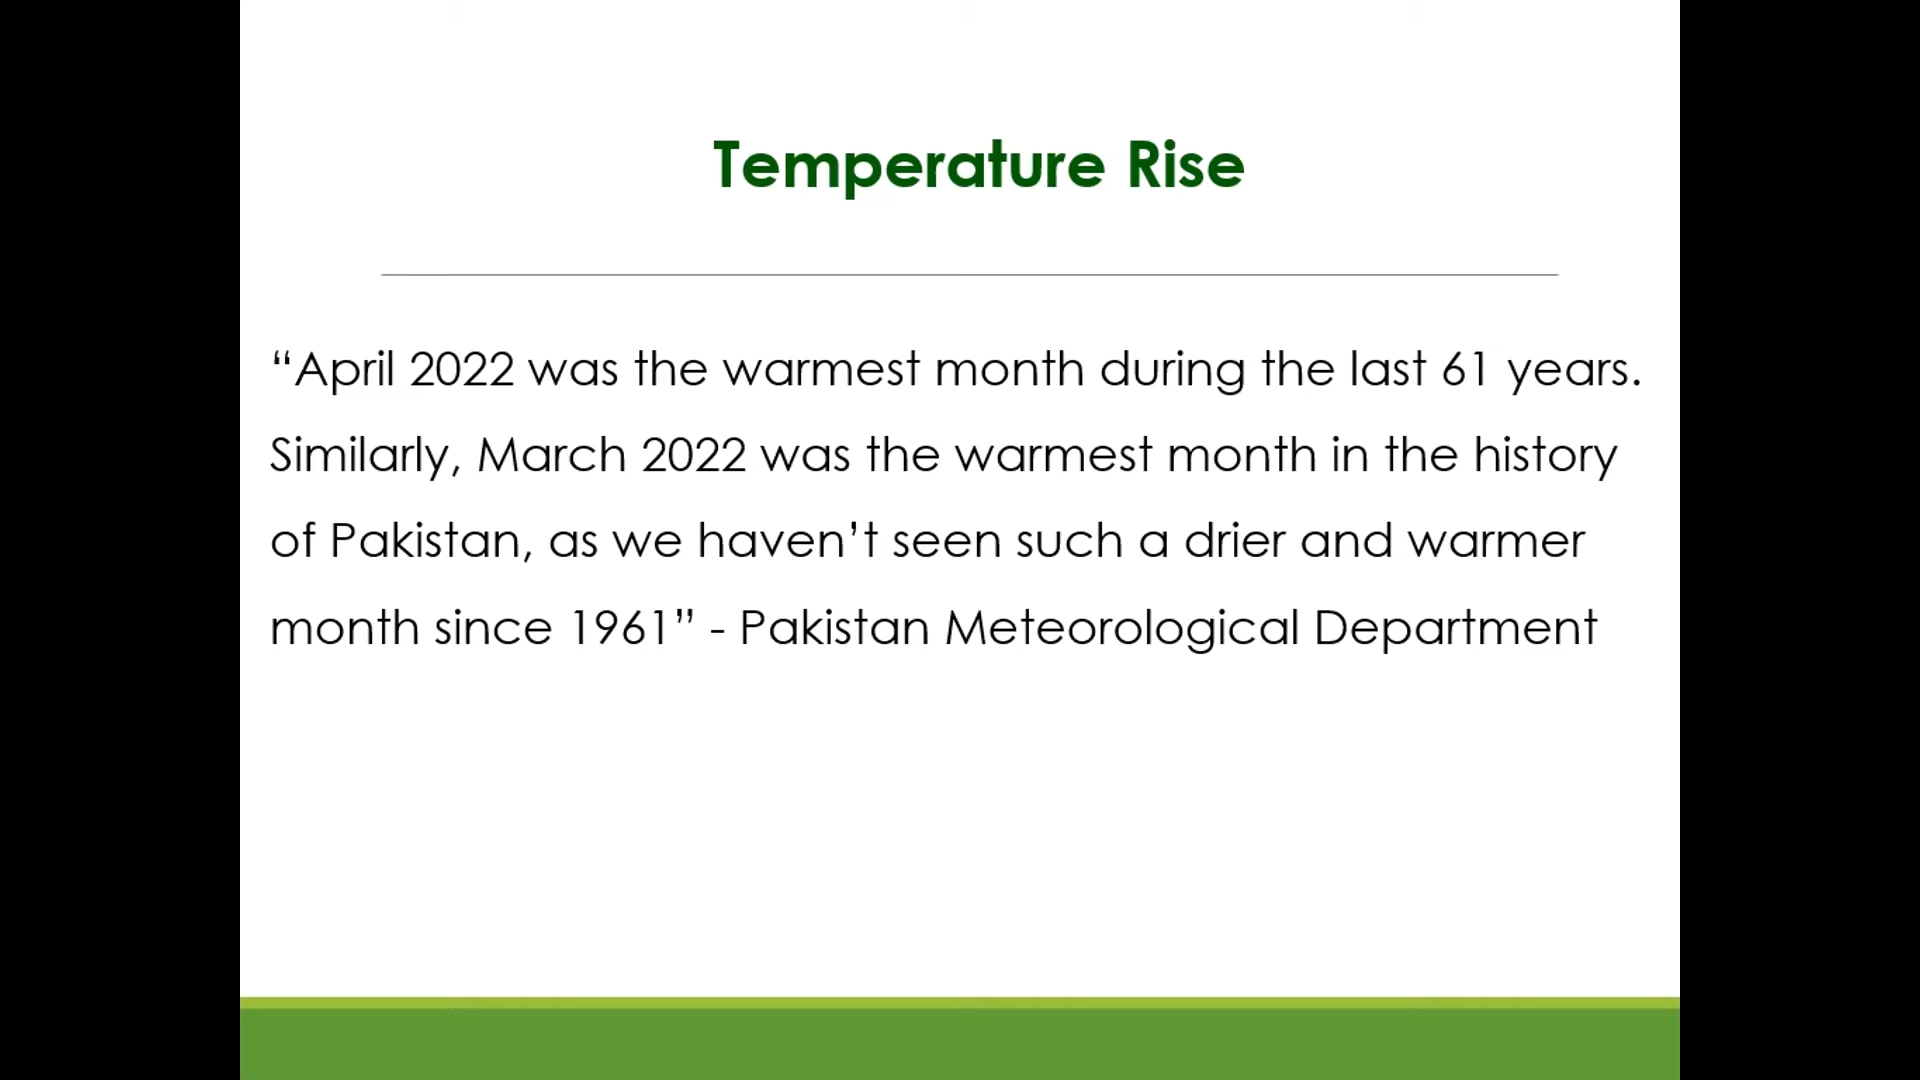 Temperature Rise
“April 2022 was the warmest month during the last 61 years.
Similarly, March 2022 was the warmest month in the history
of Pakistan, as we haven’t seen such a drier and warmer
month since 1961” - Pakistan Meteorological Department